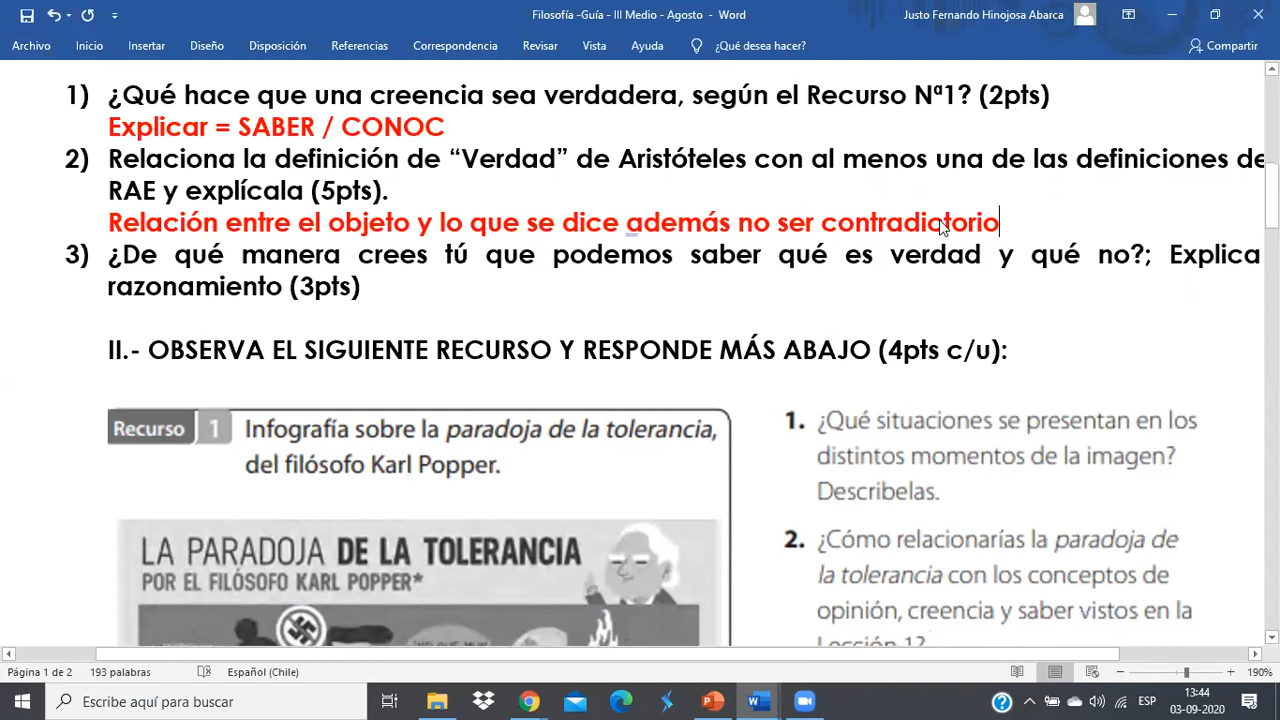 Filosofía -Guía - III Medio - Agosto - Word
Justo Fernando Hinojosa Abarca
Archivo Inicio Insertar Diseño Disposición Referencias Correspondencia Revisar Vista Ayuda ¿Qué desea hacer? Compartir
1) ¿Qué hace que una creencia sea verdadera, según el Recurso Nª1? (2pts)
Explicar = SABER / CONOC
2) Relaciona la definición de “Verdad” de Aristóteles con al menos una de las definiciones de
RAE y explícala (5pts).
Relación entre el objeto y lo que se dice además no ser contradictorio
3) ¿De qué manera crees tú que podemos saber qué es verdad y qué no?; Explica
razonamiento (3pts)
II.- OBSERVA EL SIGUIENTE RECURSO Y RESPONDE MÁS ABAJO (4pts c/u):
Recurso 1 Infografía sobre la paradoja de la tolerancia,
del filósofo Karl Popper.
LA PARADOJA DE LA TOLERANCIA
POR EL FILÓSOFO KARL POPPER*
1. ¿Qué situaciones se presentan en los
distintos momentos de la imagen?
Describelas.
2. ¿Cómo relacionarías la paradoja de
la tolerancia con los conceptos de
opinión, creencia y saber vistos en la
Lección 1?
Página 1 de 2 193 palabras Español (Chile) 190%
Escribe aquí para buscar
ESP
13:44
03-09-2020